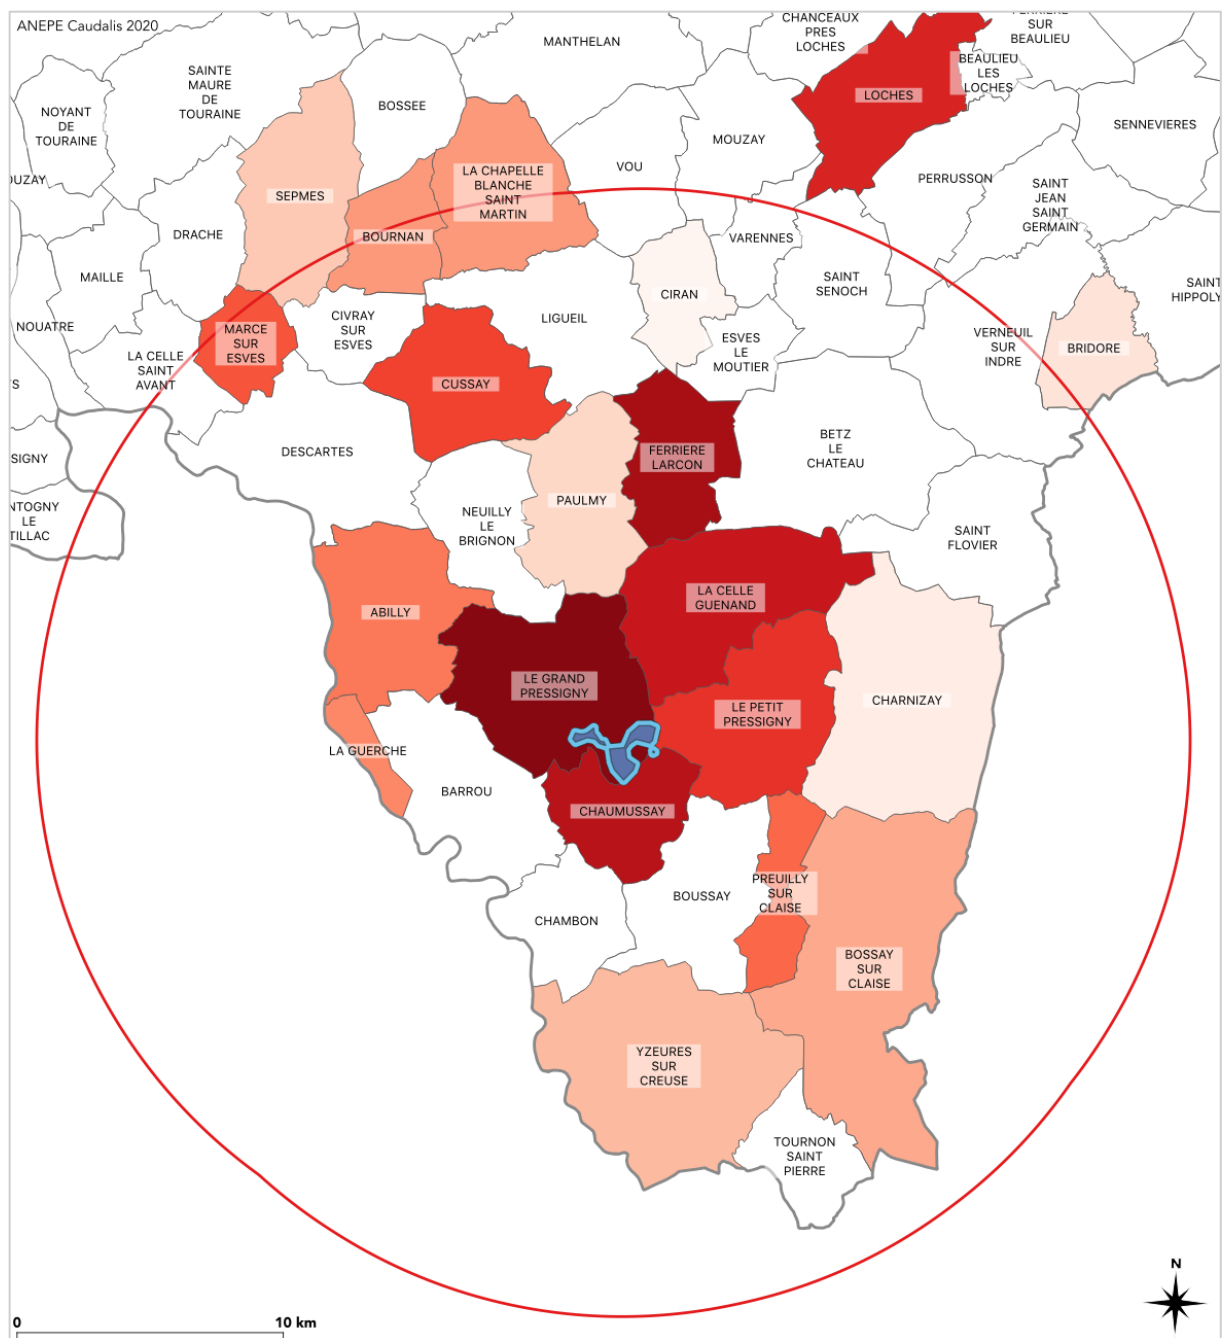 ANEPE Caudalis 2020
CHANCEAUX
PRES
LOCHES
SUR
BEAULIEU
MANTHELAN
SAINTE
MAURE
DE
TOURAINE
BOSSEE
LOCHES
BEAULIEU
LES
LOCHES
NOYANT
DE
TOURAINE
SENNEVIERES
MOUZAY
VOU
OUZAY
SEPMES
LA CHAPELLE
BLANCHE
SAINT
MARTIN
PERRUSSON
SAINT
JEAN
SAINT
GERMAIN
DRACHE
BOURNAN
VARENNES
MAILLE
CIRAN
SAINT
SENOCH
SAINT
HIPPOLY
NOUATRE
MARCE
SUR
ESVES
CIVRAY
SUR
ESVES
LIGUEIL
ESVES
LE
MOUTIER
VERNEUIL
SUR
INDRE
BRIDORE
LA CELLE
SAINT
AVANT
S
CUSSAY
DESCARTES
FERRIERE
LARCON
BETZ
LE
CHATEAU
SIGNY
PAULMY
NTOGNY
LE
TILLAC
NEUILLY
LE
BRIGNON
SAINT
FLOVIER
ABILLY
LA CELLE
GUENAND
LE GRAND
PRESSIGNY
LE PETIT
PRESSIGNY
CHARNIZAY
LA GUERCHE
BARROU
CHAUMUSSAY
PREUILLY
SUR
CLAISE
BOUSSAY
CHAMBON
BOSSAY
SUR
CLAISE
YZEURES
SUR
CREUSE
TOURNON
SAINT
PIERRE
N
0
10 km